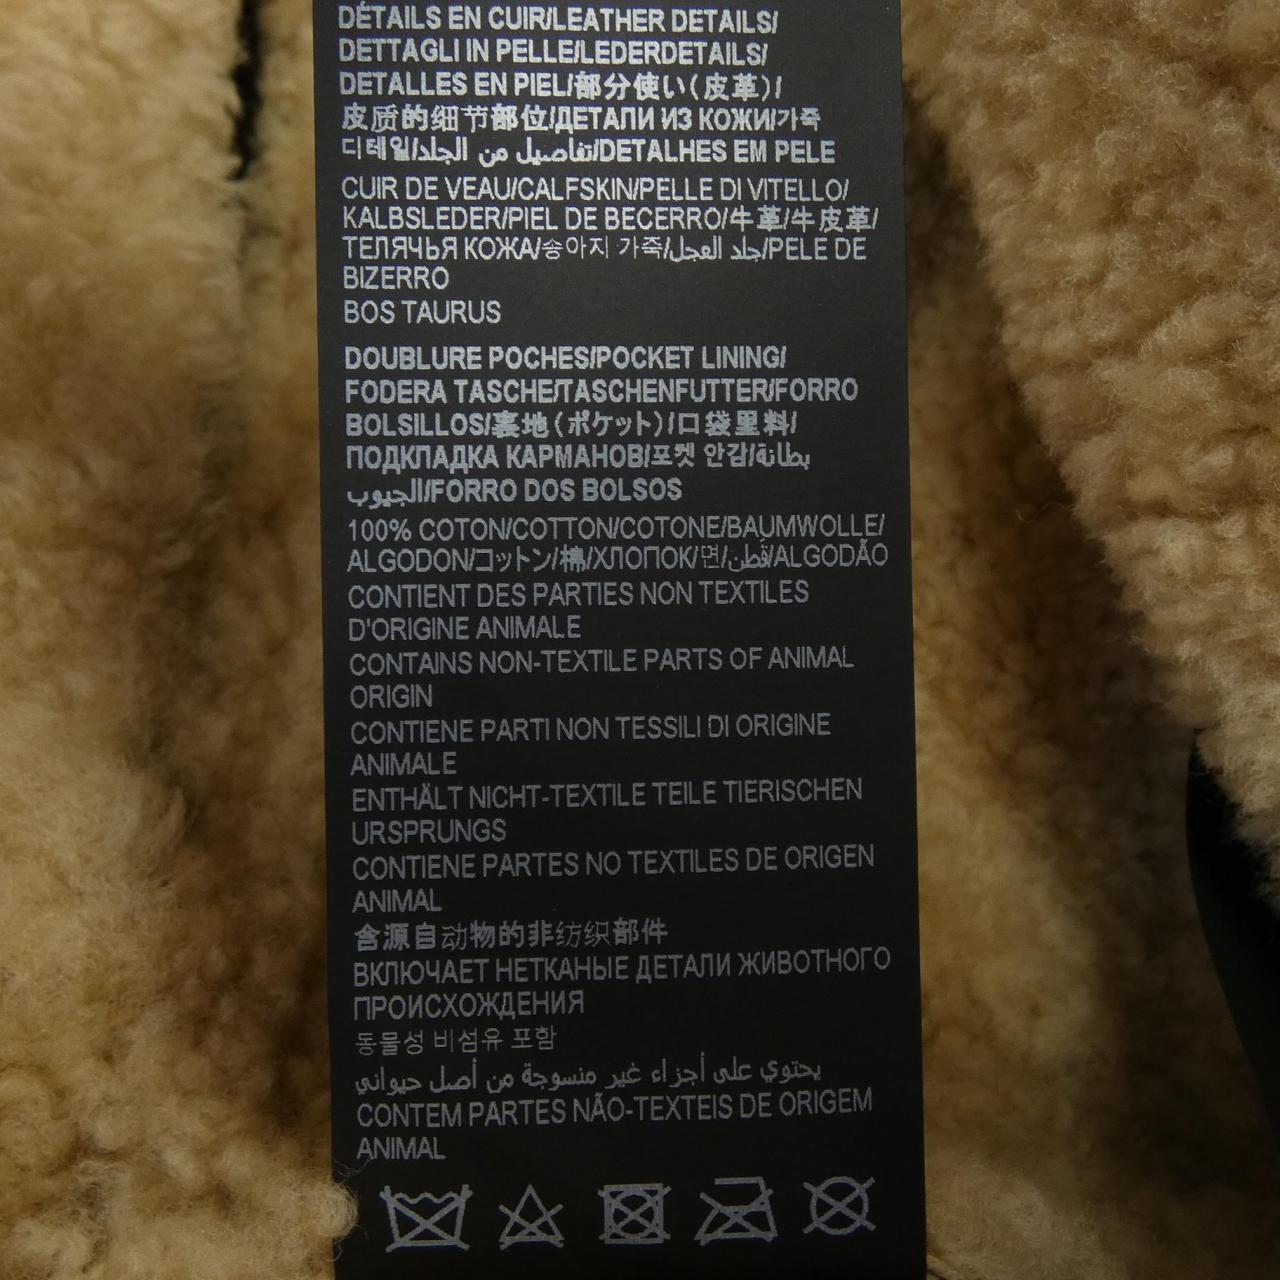 DÉTAILS EN CUIR/LEATHER DETAILS/
DETTAGLI IN PELLE/LEDERDETAILS/
DETALLES EN PIEL/部分使い(皮革)/
皮质的细节部位/ДЕТАЛИ ИЗ КОЖИ/가죽
디테일/تفاصيل من الجلد/DETALHES EM PELE
CUIR DE VEAU/CALFSKIN/PELLE DI VITELLO/
KALBSLEDER/PIEL DE BECERRO/牛革/牛皮革/
ТЕЛЯЧЬЯ КОЖА/송아지 가죽/جلد العجل/PELE DE
BIZERRO
BOS TAURUS
DOUBLURE POCHES/POCKET LINING/
FODERA TASCHE/TASCHENFUTTER/FORRO
BOLSILLOS/裏地(ポケット)/口袋里料/
ПОДКЛАДКА КАРМАНОВ/포켓 안감/بطانة
الجيوب/FORRO DOS BOLSOS
100% COTON/COTTON/COTONE/BAUMWOLLE/
ALGODON/コットン/棉/ХЛОПОК/면/قُطن/ALGODÃO
CONTIENT DES PARTIES NON TEXTILES
D'ORIGINE ANIMALE
CONTAINS NON-TEXTILE PARTS OF ANIMAL
ORIGIN
CONTIENE PARTI NON TESSILI DI ORIGINE
ANIMALE
ENTHÄLT NICHT-TEXTILE TEILE TIERISCHEN
URSPRUNGS
CONTIENE PARTES NO TEXTILES DE ORIGEN
ANIMAL
含源自动物的非纺织部件
ВКЛЮЧАЕТ НЕТКАНЫЕ ДЕТАЛИ ЖИВОТНОГО
ПРОИСХОЖДЕНИЯ
동물성 비섬유 포함
يحتوي على أجزاء غير منسوجة من أصل حيواني
CONTEM PARTES NÃO-TEXTEIS DE ORIGEM
ANIMAL